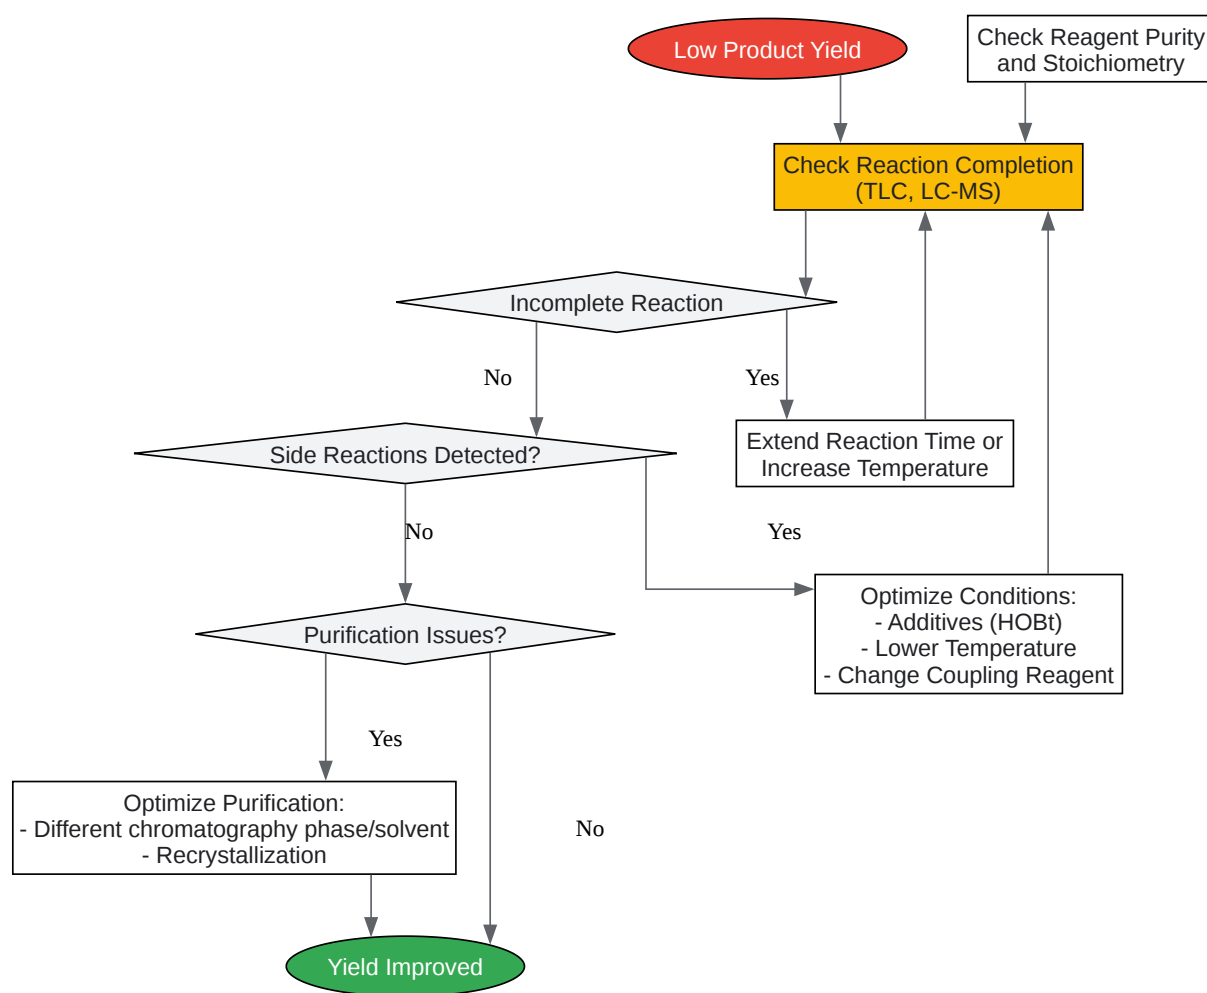 Low Product Yield
Check Reagent Purity
and Stoichiometry
Check Reaction Completion
(TLC, LC-MS)
Incomplete Reaction
No
Yes
Extend Reaction Time or
Increase Temperature
Side Reactions Detected?
No
Yes
Optimize Conditions:
- Additives (HOBt)
- Lower Temperature
- Change Coupling Reagent
Purification Issues?
Yes
No
Optimize Purification:
- Different chromatography phase/solvent
- Recrystallization
Yield Improved